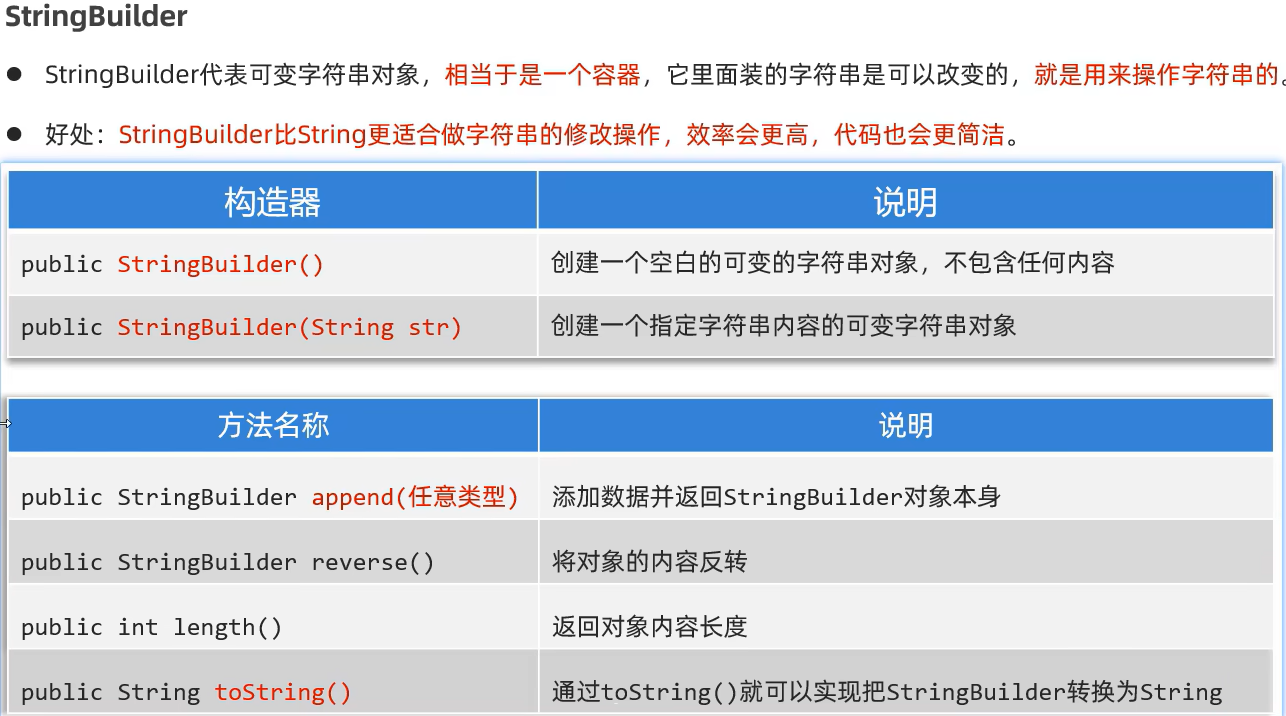 StringBuilder
● StringBuilder代表可变字符串对象，相当于是一个容器，它里面装的字符串是可以改变的，就是用来操作字符串的。
● 好处：StringBuilder比String更适合做字符串的修改操作，效率会更高，代码也会更简洁。
构造器 说明
public StringBuilder() 创建一个空白的可变的字符串对象，不包含任何内容
public StringBuilder(String str) 创建一个指定字符串内容的可变字符串对象
方法名称 说明
public StringBuilder append(任意类型) 添加数据并返回StringBuilder对象本身
public StringBuilder reverse() 将对象的内容反转
public int length() 返回对象内容长度
public String toString() 通过toString()就可以实现把StringBuilder转换为String